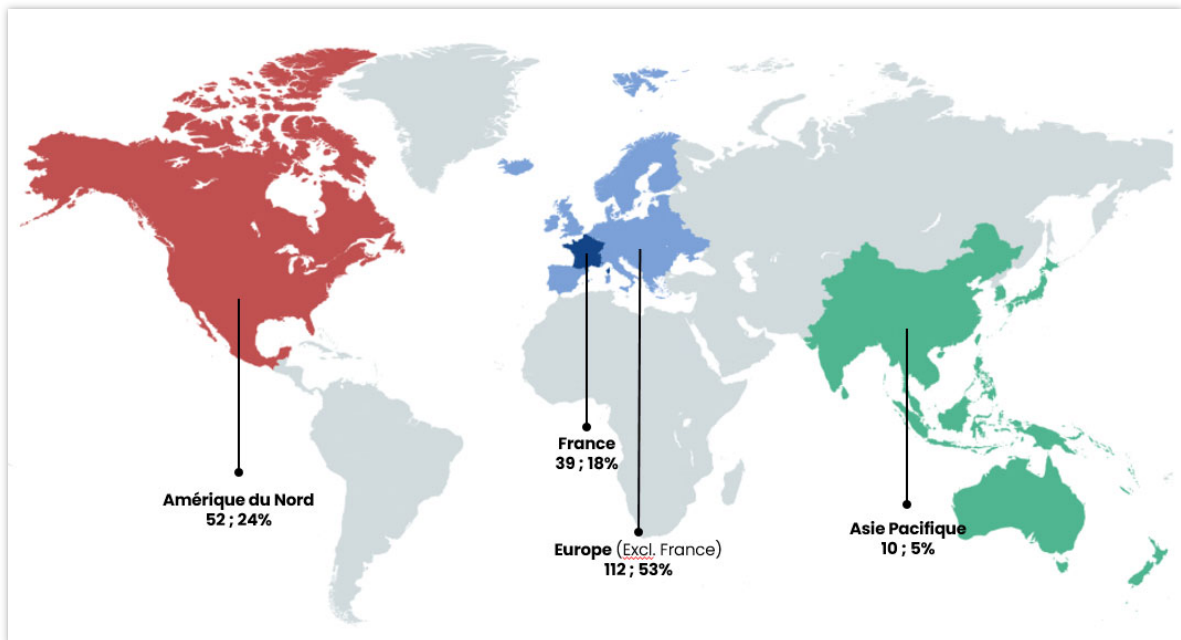 France
39 ; 18%
Amérique du Nord
52 ; 24%
Asie Pacifique
10 ; 5%
Europe (Excl. France)
112 ; 53%